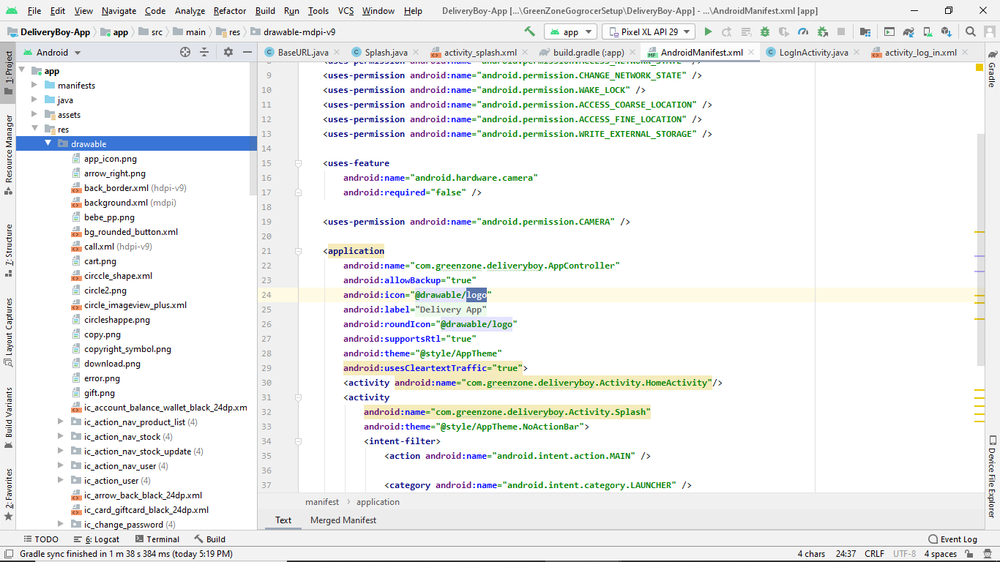 File Edit View Navigate Code Analyze Refactor Build Run Tools VCS Window Help DeliveryBoy-App [...\GreenZoneGogrocerSetup\DeliveryBoy-App] - ...\AndroidManifest.xml [app]
DeliveryBoy-App app src main res drawable-mdpi-v9 app Pixel XL API 29
Android BaseURL.java Splash.java activity_splash.xml build.gradle (:app) AndroidManifest.xml LogInActivity.java activity_log_in.xml
1: Project
Resource Manager
7: Structure
Layout Captures
Build Variants
2: Favorites
app
manifests
java
assets
res
drawable
app_icon.png
arrow_right.png
back_border.xml (hdpi-v9)
background.xml (mdpi)
bebe_pp.png
bg_rounded_button.xml
call.xml (hdpi-v9)
cart.png
circcle_shape.xml
circle2.png
circle_imageview_plus.xml
circleshappe.png
copy.png
copyright_symbol.png
download.png
error.png
gift.png
ic_account_balance_wallet_black_24dp.xm
ic_action_nav_product_list (4)
ic_action_nav_stock (4)
ic_action_nav_stock_update (4)
ic_action_nav_user (4)
ic_action_user (4)
ic_arrow_back_black_24dp.xml
ic_card_giftcard_black_24dp.xml
ic_change_password (4)
8 <uses-permission android:name="android.permission.ACCESS_NETWORK_STATE" />
9 <uses-permission android:name="android.permission.CHANGE_NETWORK_STATE" />
10 <uses-permission android:name="android.permission.WAKE_LOCK" />
11 <uses-permission android:name="android.permission.ACCESS_COARSE_LOCATION" />
12 <uses-permission android:name="android.permission.ACCESS_FINE_LOCATION" />
13 <uses-permission android:name="android.permission.WRITE_EXTERNAL_STORAGE" />
14
15 <uses-feature
16 android:name="android.hardware.camera"
17 android:required="false" />
18
19 <uses-permission android:name="android.permission.CAMERA" />
20
21 <application
22 android:name="com.greenzone.deliveryboy.AppController"
23 android:allowBackup="true"
24 android:icon="@drawable/logo"
25 android:label="Delivery App"
26 android:roundIcon="@drawable/logo"
27 android:supportsRtl="true"
28 android:theme="@style/AppTheme"
29 android:usesCleartextTraffic="true">
30 <activity android:name="com.greenzone.deliveryboy.Activity.HomeActivity"/>
31 <activity
32 android:name="com.greenzone.deliveryboy.Activity.Splash"
33 android:theme="@style/AppTheme.NoActionBar">
34 <intent-filter>
35 <action android:name="android.intent.action.MAIN" />
36
37 <category android:name="android.intent.category.LAUNCHER" />
manifest application
Text Merged Manifest
Gradle
Device File Explorer
TODO 6: Logcat Terminal Build Event Log
Gradle sync finished in 1 m 38 s 384 ms (today 5:19 PM) 4 chars 24:37 CRLF UTF-8 4 spaces